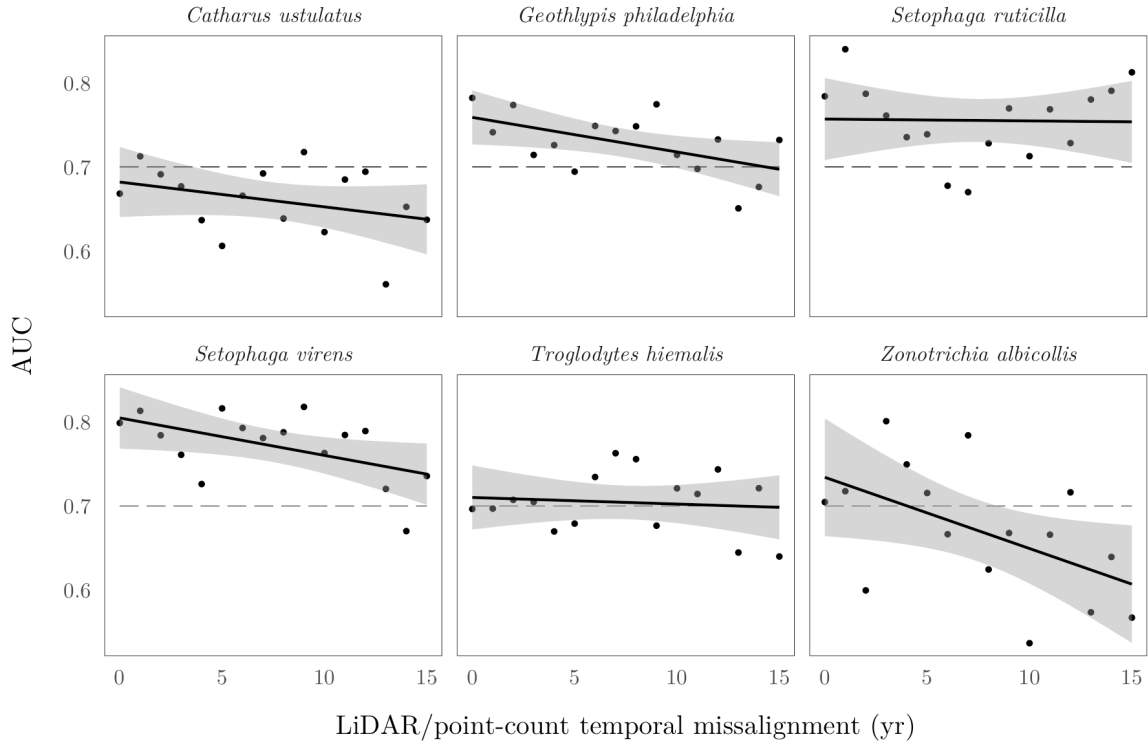 Catharus ustulatus
Geothlypis philadelphia
Setophaga ruticilla
0.8
0.7
0.6
AUC
Setophaga virens
Troglodytes hiemalis
Zonotrichia albicollis
0.8
0.7
0.6
0 5 10 15 0 5 10 15 0 5 10 15
LiDAR/point-count temporal missalignment (yr)